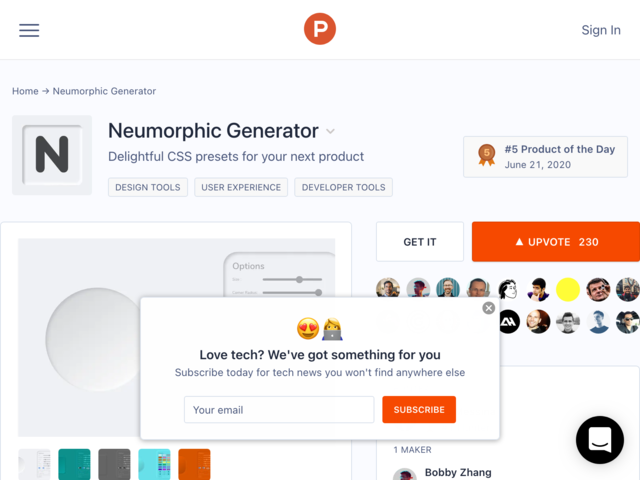 P
Sign In
Home → Neumorphic Generator
N
Neumorphic Generator
Delightful CSS presets for your next product
DESIGN TOOLS
USER EXPERIENCE
DEVELOPER TOOLS
5
#5 Product of the Day
June 21, 2020
GET IT
UPVOTE 230
Options
Love tech? We've got something for you
Subscribe today for tech news you won't find anywhere else
Your email
SUBSCRIBE
1 MAKER
Bobby Zhang